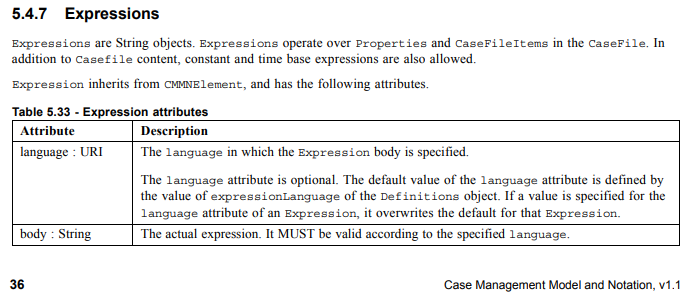 5.4.7 Expressions
Expressions are String objects. Expressions operate over Properties and CaseFileItems in the CaseFile. In
addition to Casefile content, constant and time base expressions are also allowed.
Expression inherits from CMMNElement, and has the following attributes.
Table 5.33 - Expression attributes
Attribute Description
language : URI The language in which the Expression body is specified.
The language attribute is optional. The default value of the language attribute is defined by
the value of expressionLanguage of the Definitions object. If a value is specified for the
language attribute of an Expression, it overwrites the default for that Expression.
body : String The actual expression. It MUST be valid according to the specified language.
36 Case Management Model and Notation, v1.1